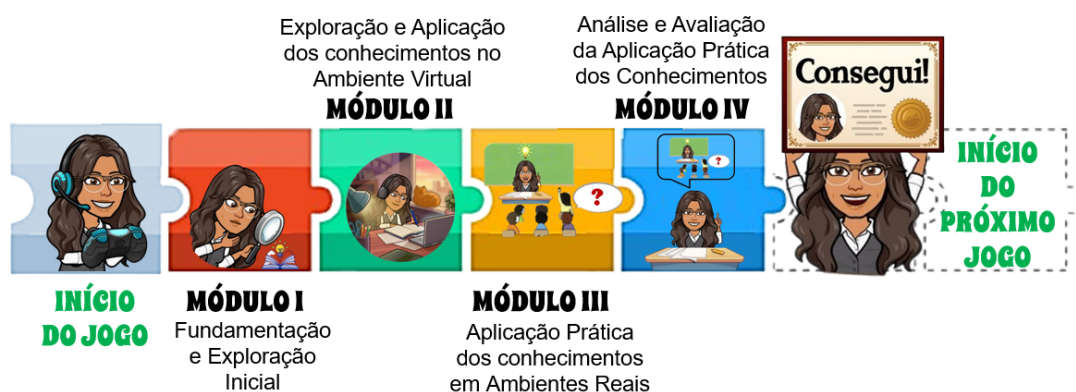 INÍCIO
DO JOGO
MÓDULO I
Fundamentação
e Exploração
Inicial
Exploração e Aplicação
dos conhecimentos no
Ambiente Virtual
MÓDULO II
?
MÓDULO III
Aplicação Prática
dos conhecimentos
em Ambientes Reais
Análise e Avaliação
da Aplicação Prática
dos Conhecimentos
MÓDULO IV
?
Consegui!
INÍCIO
DO
PRÓXIMO
JOGO